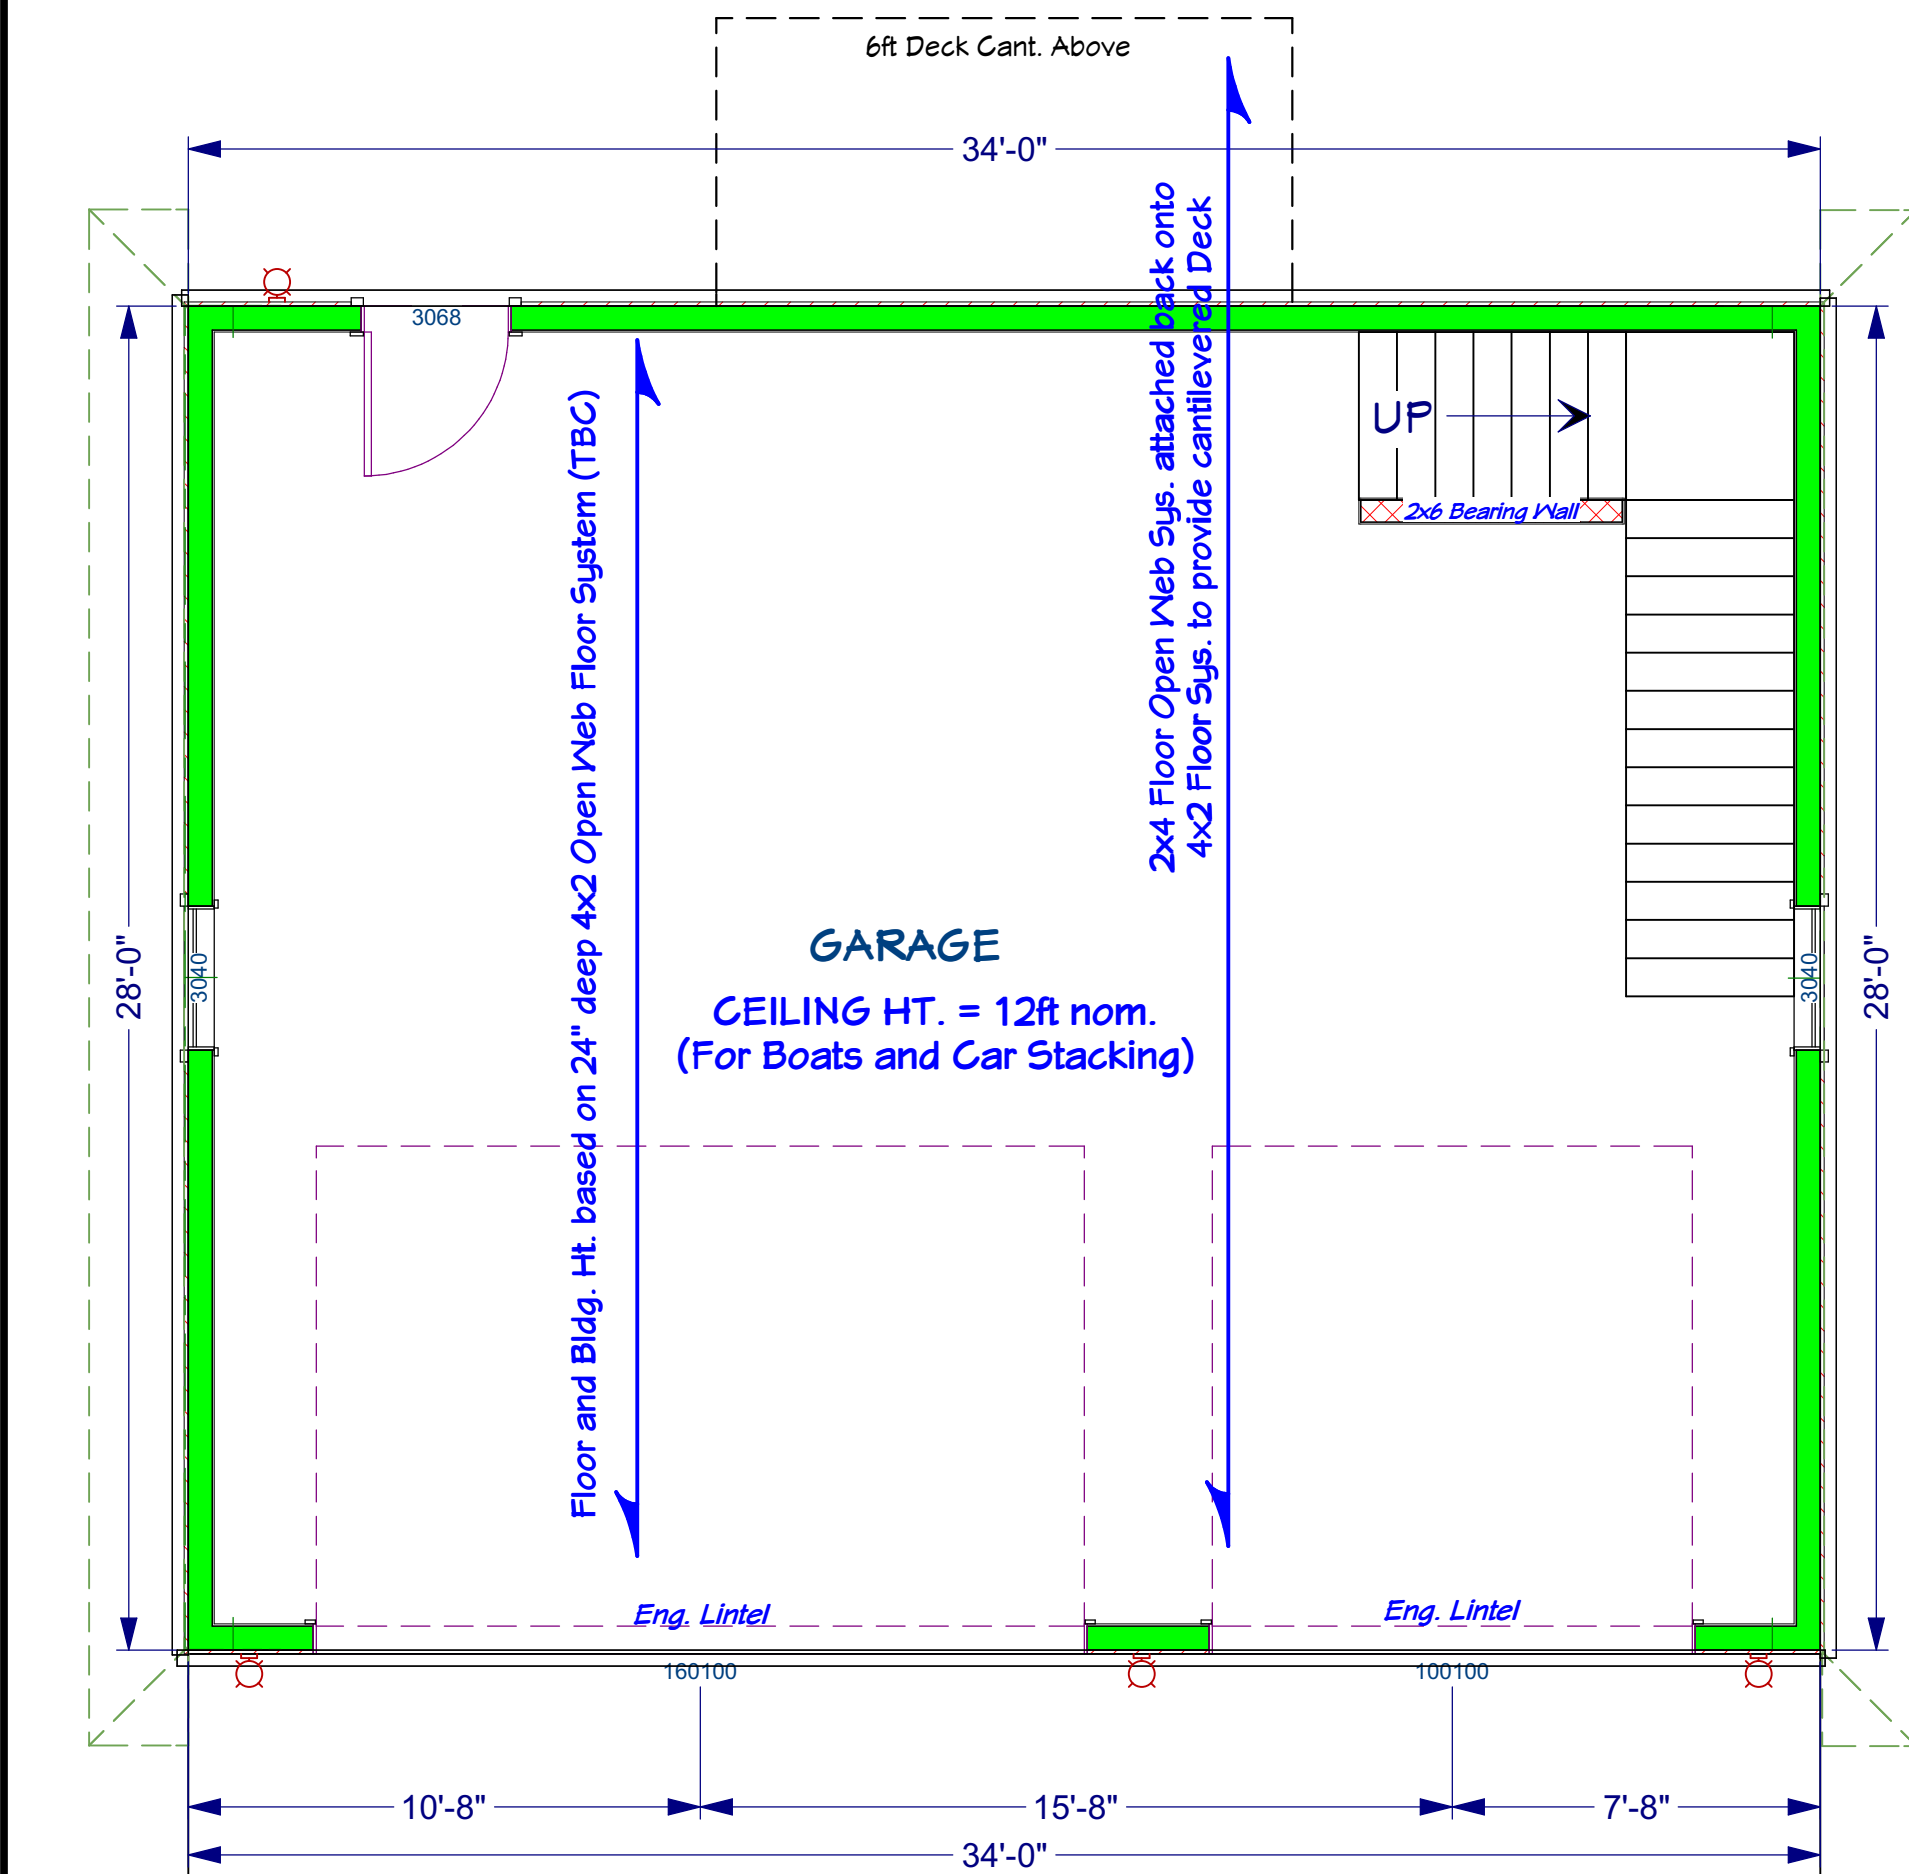 6ft Deck Cant. Above
34'-0"
3068
UP
2x6 Bearing Wall
Floor and Bldg. Ht. based on 24" deep 4x2 Open Web Floor System (TBC)
2x4 Floor Open Web Sys. attached back onto
4x2 Floor Sys. to provide cantilevered Deck
28'-0"
3040
GARAGE
CEILING HT. = 12ft nom.
(For Boats and Car Stacking)
3040
28'-0"
Eng. Lintel
Eng. Lintel
160100
100100
10'-8"
15'-8"
7'-8"
34'-0"